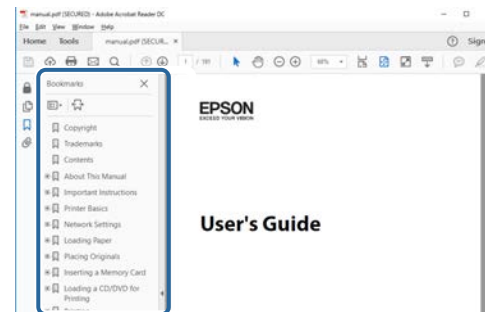 manual.pdf (SECURED) - Adobe Acrobat Reader DC
File Edit View Window Help
Home Tools manual.pdf (SECUR... ×
Sign
1 / 191
Bookmarks
Copyright
Trademarks
Contents
About This Manual
Important Instructions
Printer Basics
Network Settings
Loading Paper
Placing Originals
Inserting a Memory Card
Loading a CD/DVD for
Printing
EPSON
EXCEED YOUR VISION
User's Guide